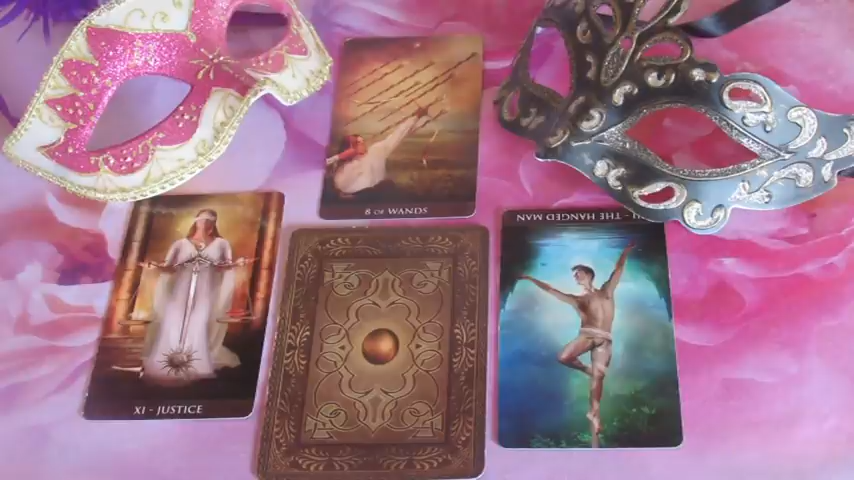 8 OF WANDS
- THE HANGED MAN
XI - JUSTICE